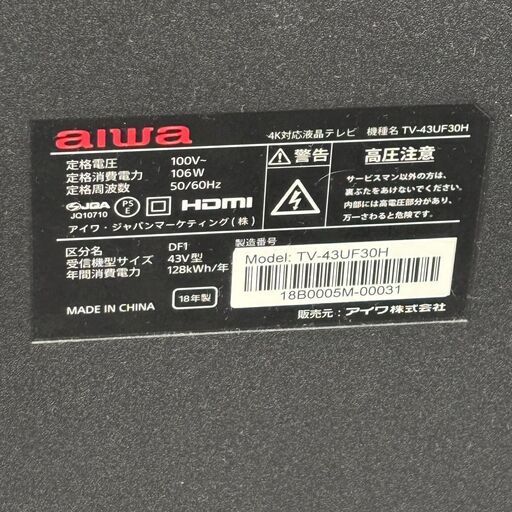 aiwa
4K対応液晶テレビ 機種名 TV-43UF30H
定格電圧 100V~
定格消費電力 106W
定格周波数 50/60Hz
JQA
JQ10710
PS
E
HDMI
アイワ・ジャパンマーケティング(株)
警告
高圧注意
サービスマン以外の方は、
裏ぶたをあけないでください。
内部には高電圧部分があり、
万一さわると危険です。
区分名 DF1
受信機型サイズ 43V型
年間消費電力 128kWh/年
製造番号
Model: TV-43UF30H
18B0005M-00031
MADE IN CHINA
18年製
販売元:アイワ株式会社